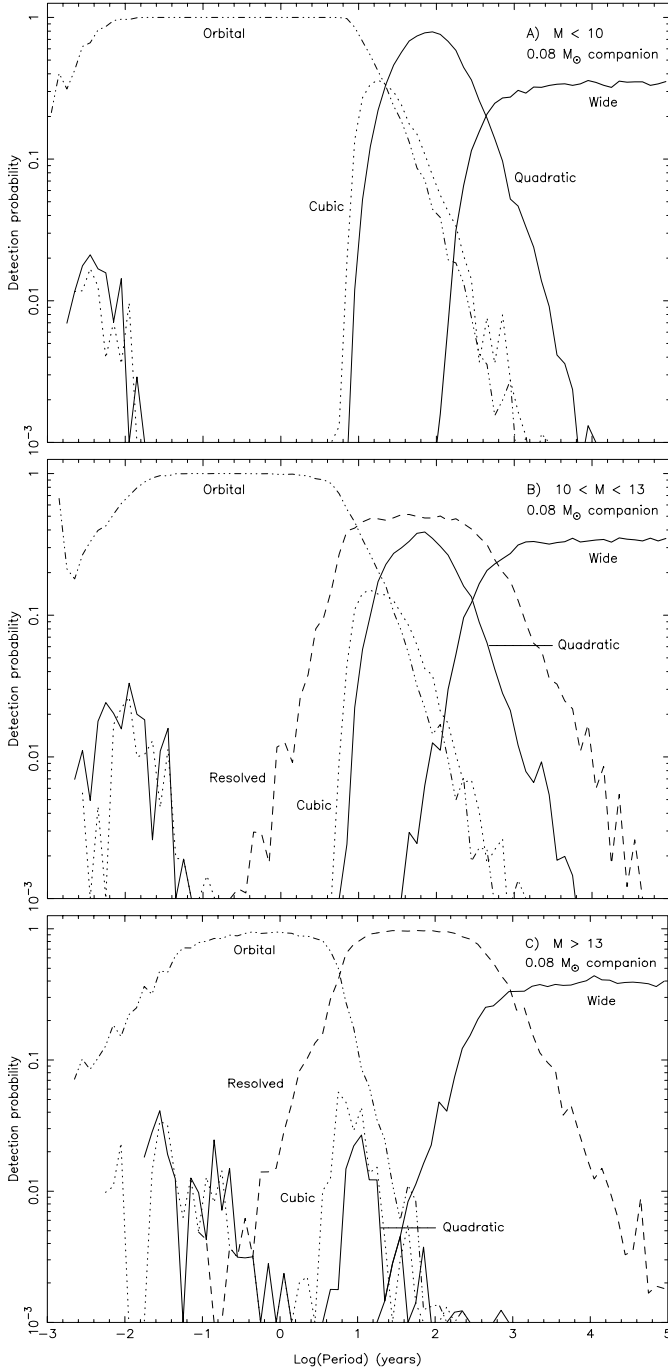 A) M < 10
0.08 M☉ companion
Orbital
Wide
Quadratic
Cubic
Detection probability
1
0.1
0.01
10⁻³
B) 10 < M < 13
0.08 M☉ companion
Orbital
Wide
Quadratic
Resolved
Cubic
Detection probability
1
0.1
0.01
10⁻³
C) M > 13
0.08 M☉ companion
Orbital
Wide
Resolved
Cubic
Quadratic
Detection probability
1
0.1
0.01
10⁻³
−3 −2 −1 0 1 2 3 4 5
Log(Period) (years)